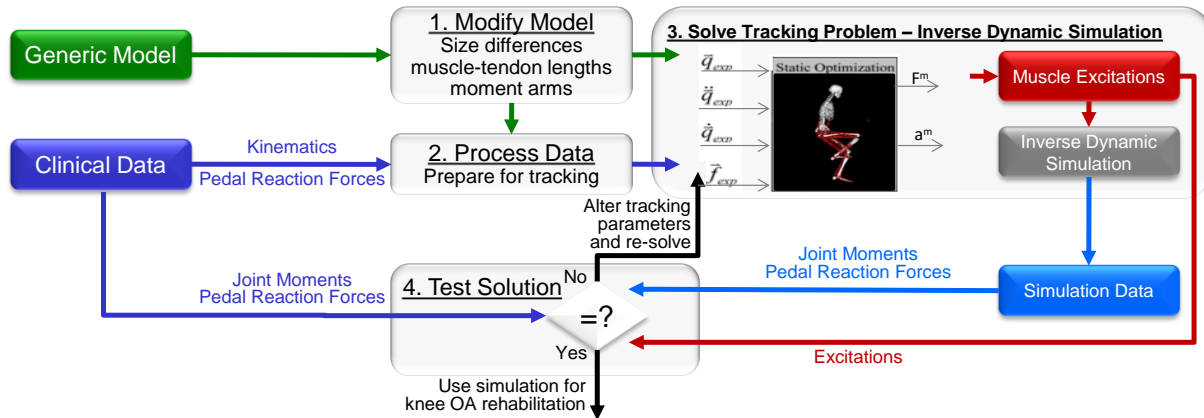 Generic Model
1. Modify Model
Size differences
muscle-tendon lengths
moment arms
Clinical Data
Kinematics
Pedal Reaction Forces
2. Process Data
Prepare for tracking
3. Solve Tracking Problem – Inverse Dynamic Simulation
q⃗exp
q̈⃗exp
q̇⃗exp
f⃗exp
Static Optimization
Fᵐ
aᵐ
Muscle Excitations
Inverse Dynamic
Simulation
Alter tracking
parameters
and re-solve
Joint Moments
Pedal Reaction Forces
Simulation Data
Joint Moments
Pedal Reaction Forces
4. Test Solution
No
=?
Yes
Excitations
Use simulation for
knee OA rehabilitation